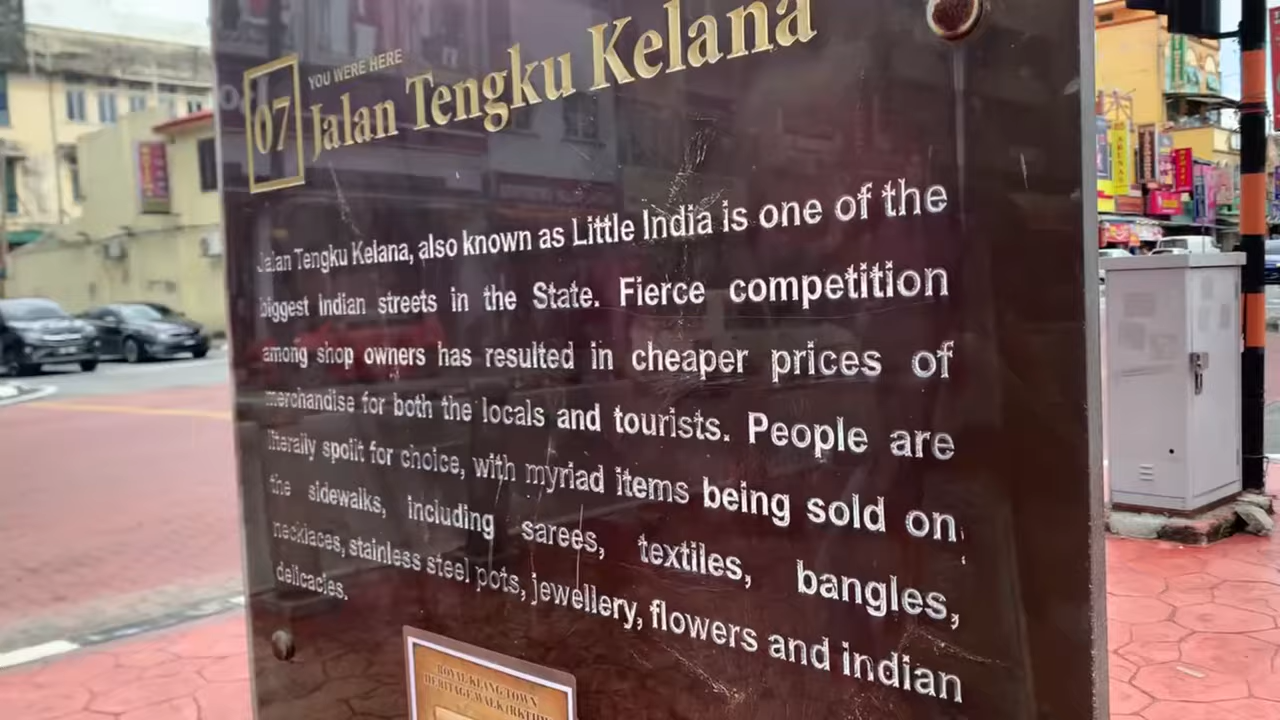 YOU WERE HERE
07 Jalan Tengku Kelana
Jalan Tengku Kelana, also known as Little India is one of the
biggest Indian streets in the State. Fierce competition
among shop owners has resulted in cheaper prices of
merchandise for both the locals and tourists. People are
literally spoilt for choice, with myriad items being sold on
the sidewalks, including sarees, textiles, bangles,
necklaces, stainless steel pots, jewellery, flowers and indian
delicacies.
ROYAL KLANG TOWN
HERITAGE WALK (RKTHW